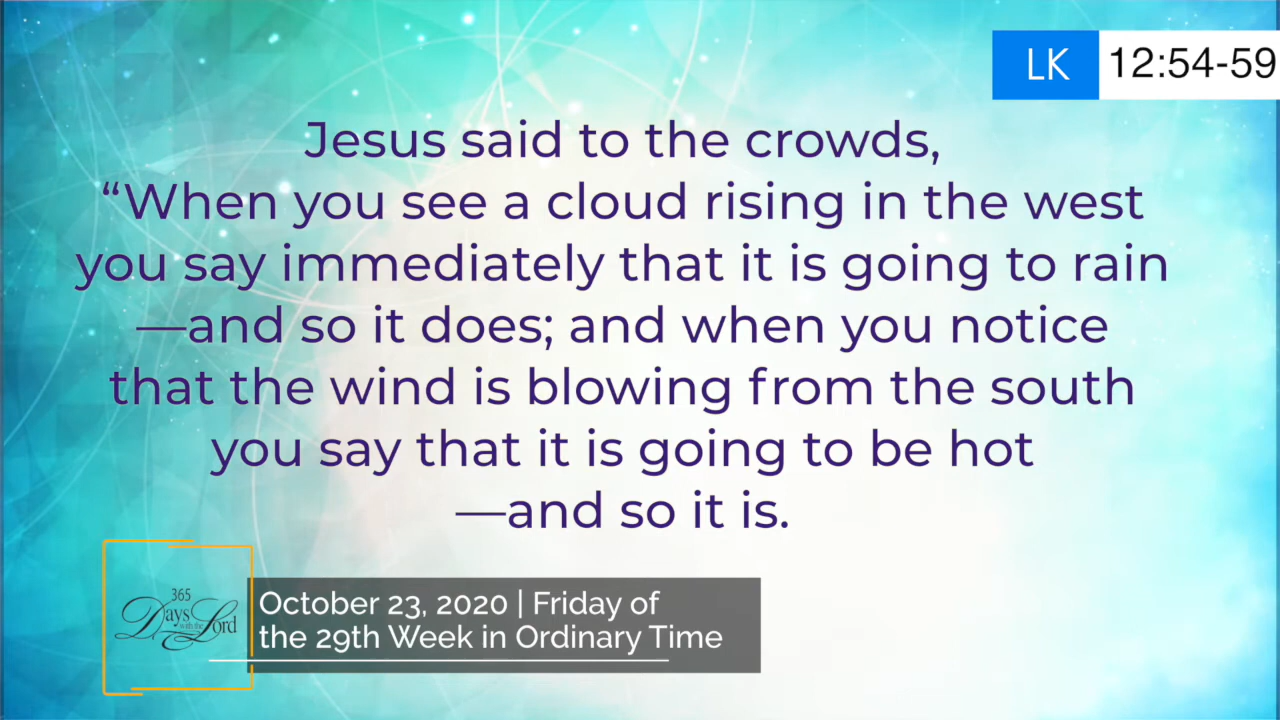 LK 12:54-59
Jesus said to the crowds,
“When you see a cloud rising in the west
you say immediately that it is going to rain
—and so it does; and when you notice
that the wind is blowing from the south
you say that it is going to be hot
—and so it is.
365
Days with the Lord
October 23, 2020 | Friday of
the 29th Week in Ordinary Time